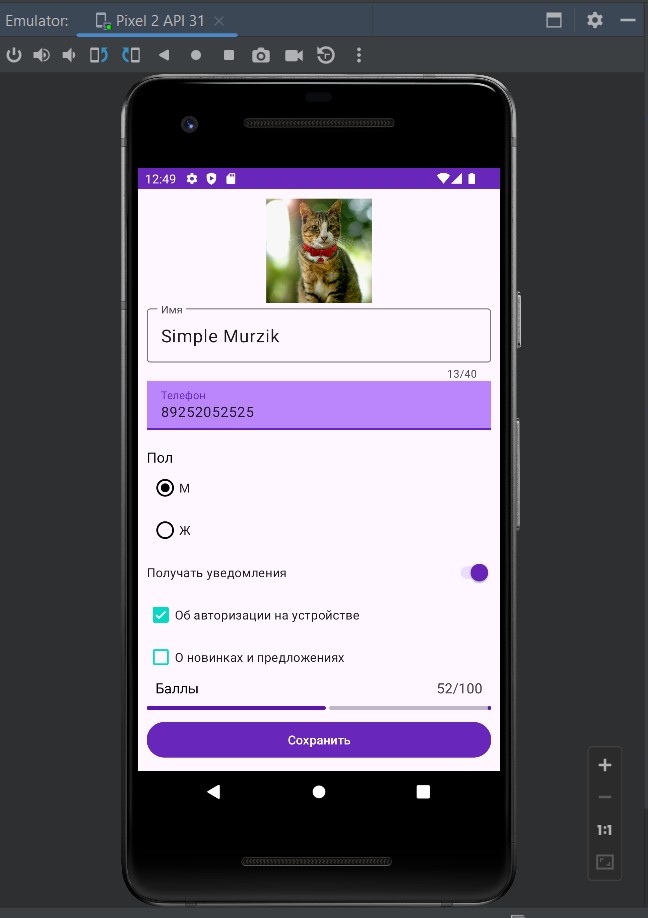 Emulator: Pixel 2 API 31
12:49
Имя
Simple Murzik
13/40
Телефон
89252052525
Пол
М
Ж
Получать уведомления
Об авторизации на устройстве
О новинках и предложениях
Баллы 52/100
Сохранить
1:1